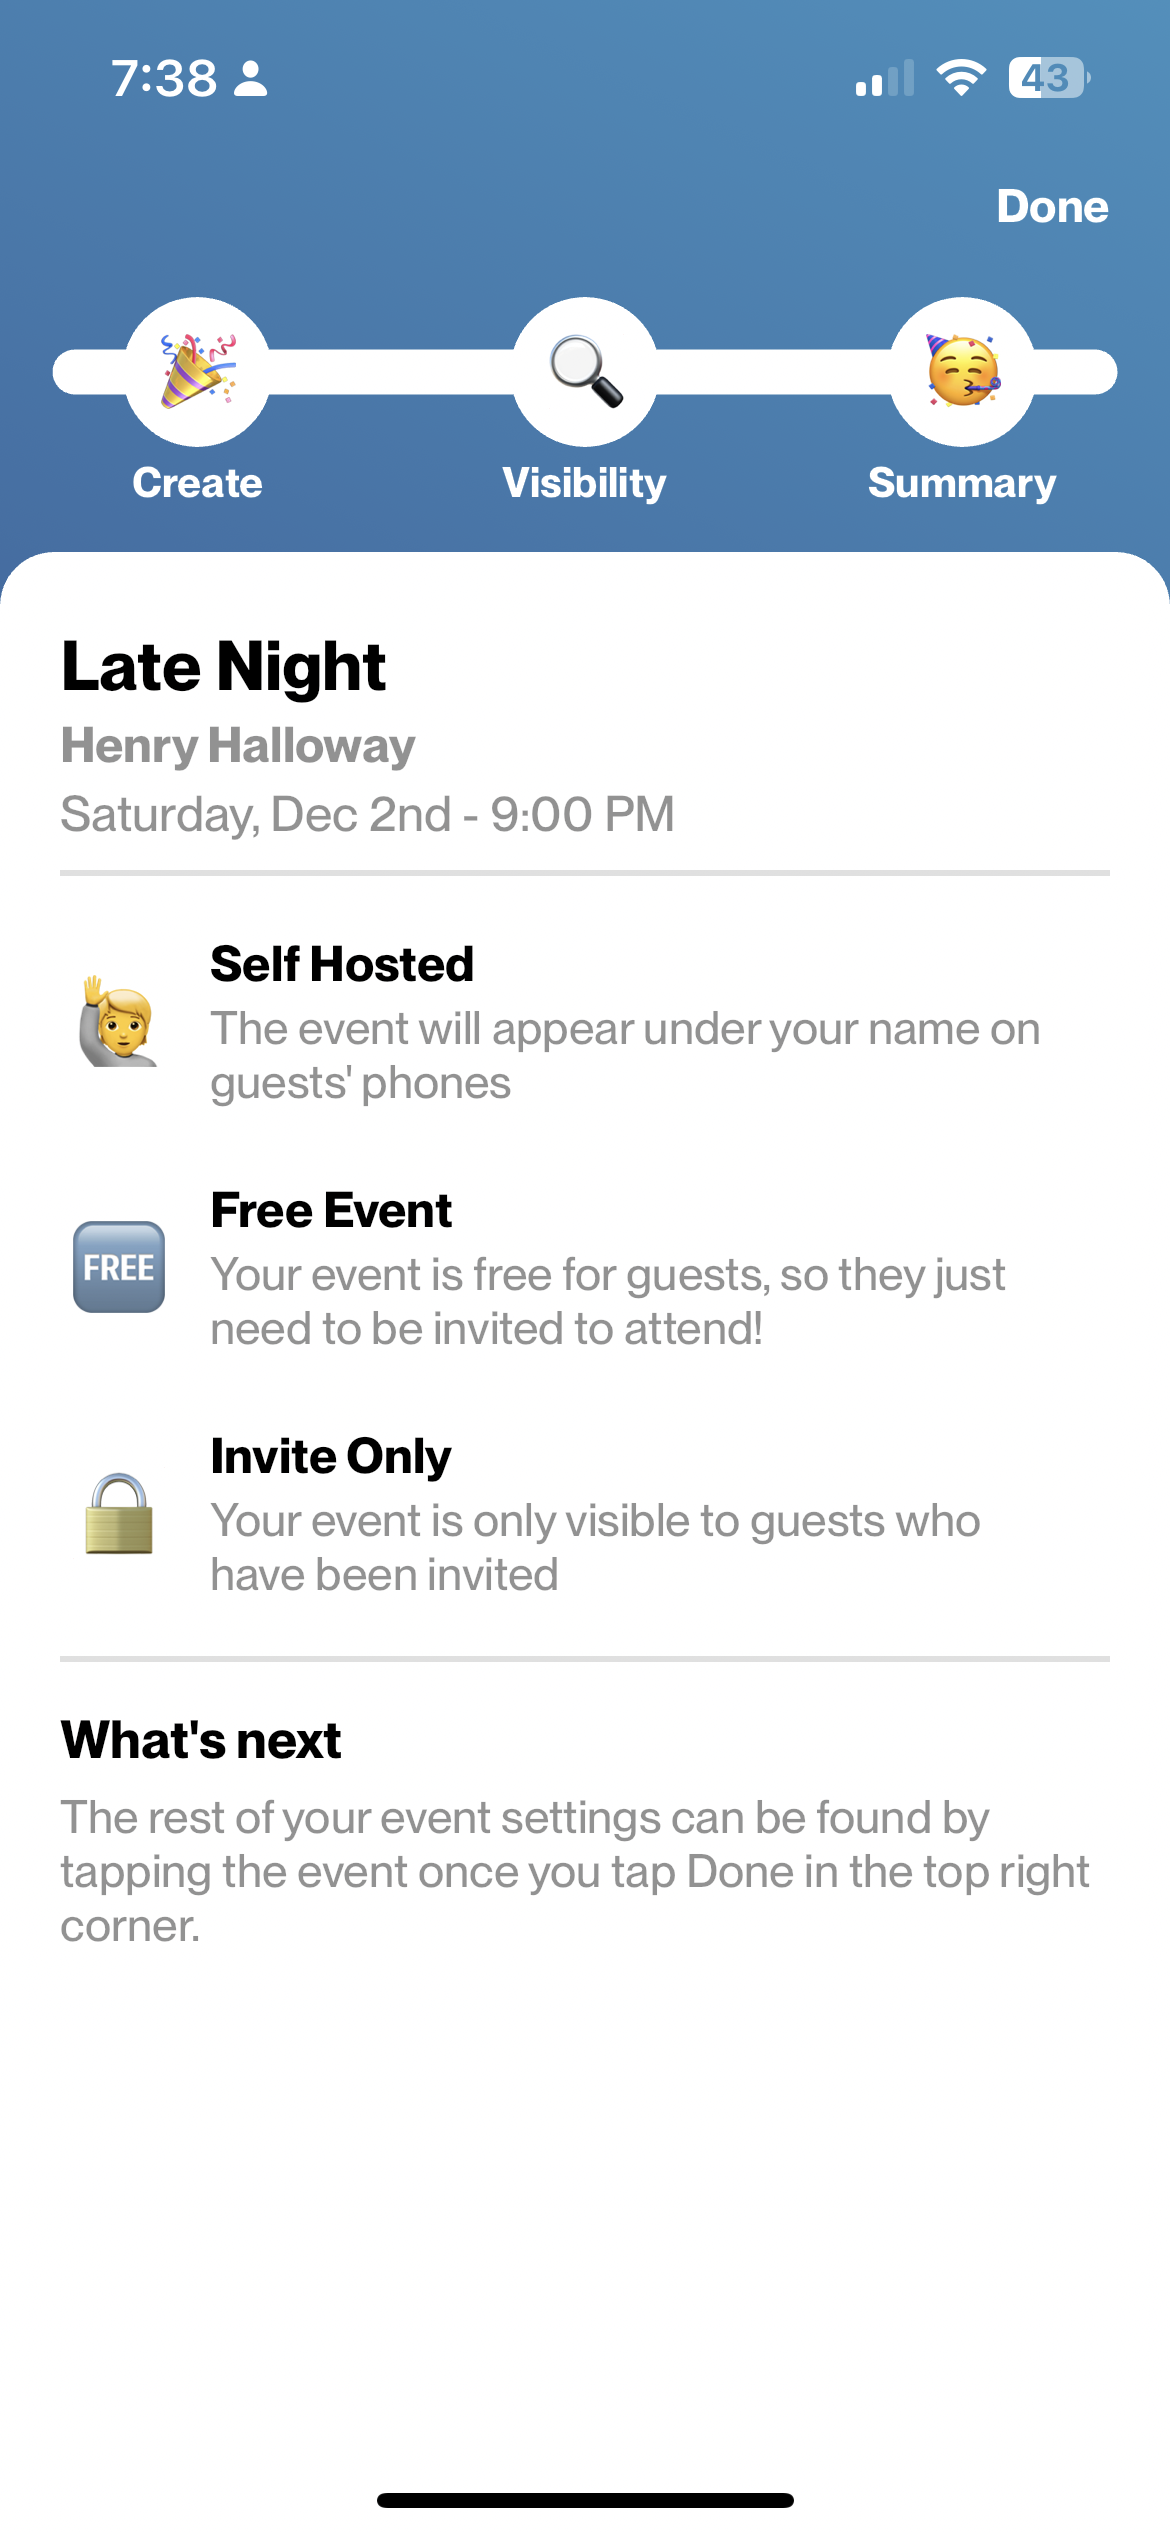 7:38
43
Done
Create
Visibility
Summary
Late Night
Henry Halloway
Saturday, Dec 2nd - 9:00 PM
Self Hosted
The event will appear under your name on
guests' phones
FREE
Free Event
Your event is free for guests, so they just
need to be invited to attend!
Invite Only
Your event is only visible to guests who
have been invited
What's next
The rest of your event settings can be found by
tapping the event once you tap Done in the top right
corner.